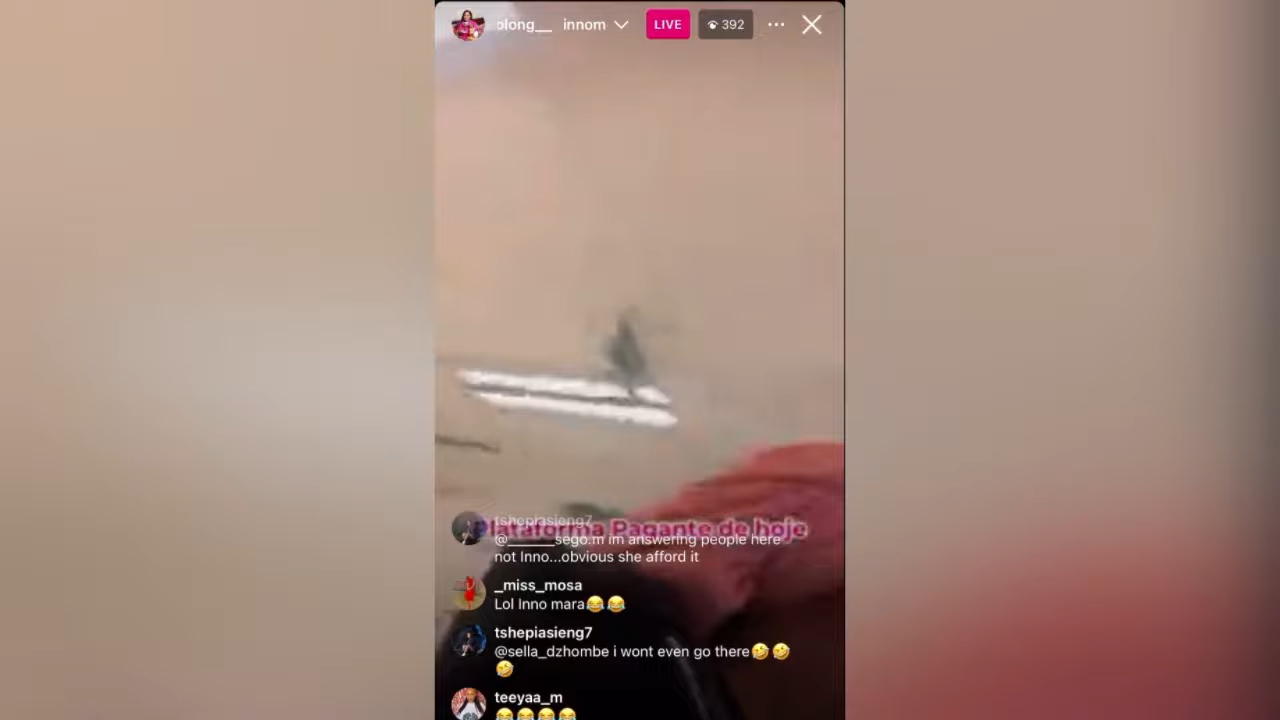 olong__ innom
LIVE
392
tshepiasieng7
Plataforma Pagante de hoje
@______sego.m im answering people here
not Inno...obvious she afford it
_miss_mosa
Lol Inno mara😂😂
tshepiasieng7
@sella_dzhombe i wont even go there🤣🤣
🤣
teeyaa_m
😂😂😂😂